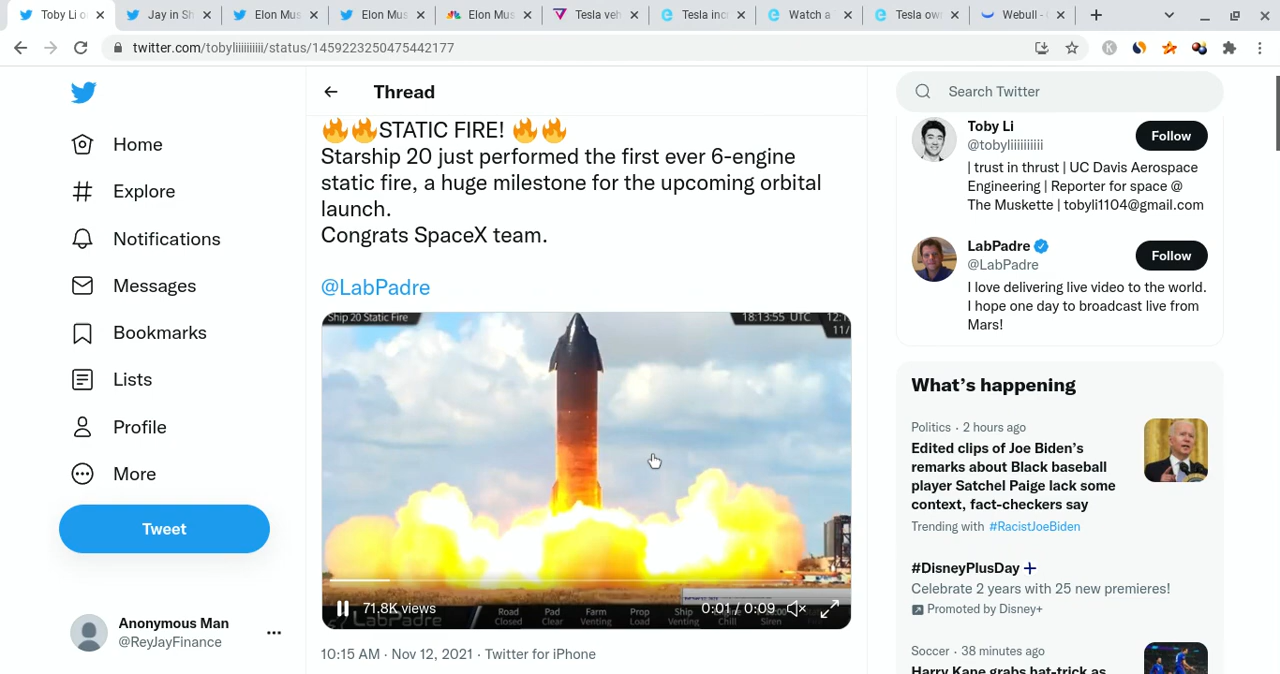 Toby Li o
Jay in Sh
Elon Mus
Elon Mus
Elon Mus
Tesla veh
Tesla inc
Watch a
Tesla ow
Webull -
twitter.com/tobyliiiiiiiiii/status/1459223250475442177
Thread
Search Twitter
Home
Explore
Notifications
Messages
Bookmarks
Lists
Profile
More
Tweet
Anonymous Man
@ReyJayFinance
🔥🔥STATIC FIRE! 🔥🔥
Starship 20 just performed the first ever 6-engine
static fire, a huge milestone for the upcoming orbital
launch.
Congrats SpaceX team.
@LabPadre
Ship 20 Static Fire
18:13:55 UTC
71.8K views
0:01 / 0:09
LabPadre
Road Closed
Pad Clear
Farm Venting
Prop Load
Ship Venting
Chill
Siren
10:15 AM · Nov 12, 2021 · Twitter for iPhone
Toby Li
@tobyliiiiiiiiii
Follow
| trust in thrust | UC Davis Aerospace
Engineering | Reporter for space @
The Muskette | tobyli1104@gmail.com
LabPadre
@LabPadre
Follow
I love delivering live video to the world.
I hope one day to broadcast live from
Mars!
What's happening
Politics · 2 hours ago
Edited clips of Joe Biden's
remarks about Black baseball
player Satchel Paige lack some
context, fact-checkers say
Trending with #RacistJoeBiden
#DisneyPlusDay
Celebrate 2 years with 25 new premieres!
Promoted by Disney+
Soccer · 38 minutes ago
Harry Kane grabs hat-trick as